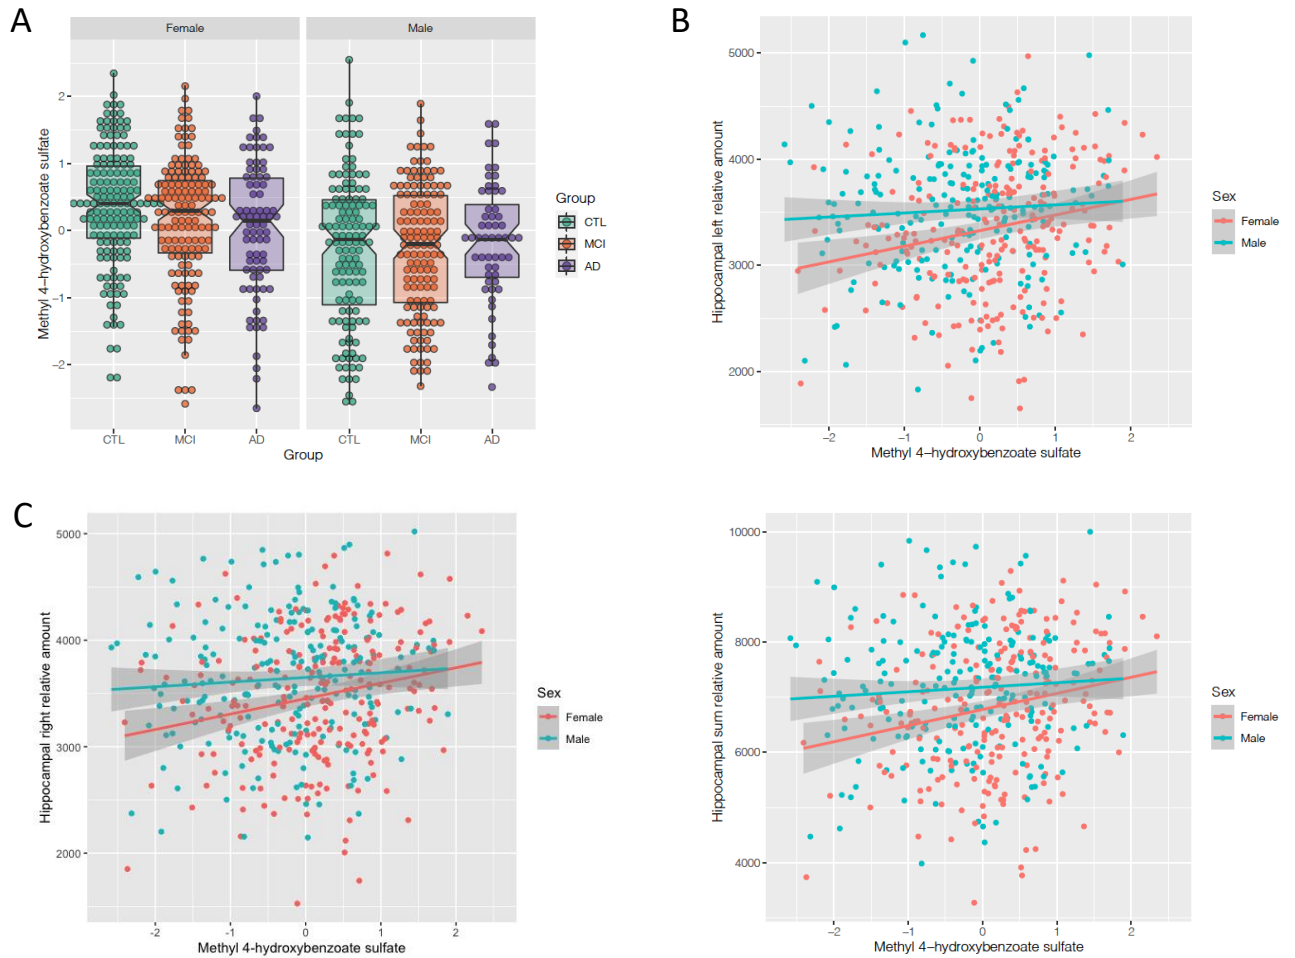 A
Female
Male
Methyl 4−hydroxybenzoate sulfate
2
1
0
−1
−2
CTL
MCI
AD
CTL
MCI
AD
Group
Group
CTL
MCI
AD
B
Hippocampal left relative amount
5000
4000
3000
2000
−2
−1
0
1
2
Methyl 4−hydroxybenzoate sulfate
Sex
Female
Male
C
Hippocampal right relative amount
5000
4000
3000
2000
-2
-1
0
1
2
Methyl 4-hydroxybenzoate sulfate
Sex
Female
Male
Hippocampal sum relative amount
10000
8000
6000
4000
−2
−1
0
1
2
Methyl 4−hydroxybenzoate sulfate
Sex
Female
Male